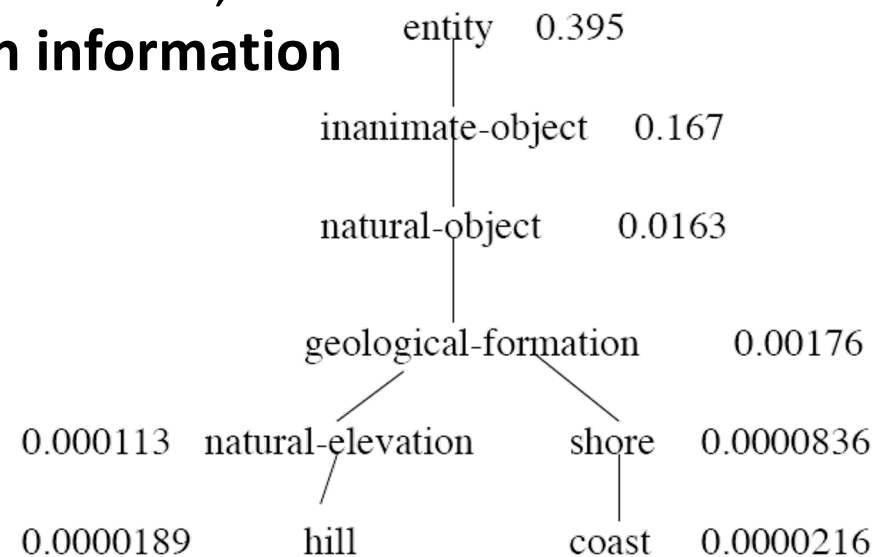 n information
entity 0.395
inanimate-object 0.167
natural-object 0.0163
geological-formation 0.00176
0.000113 natural-elevation shore 0.0000836
0.0000189 hill coast 0.0000216